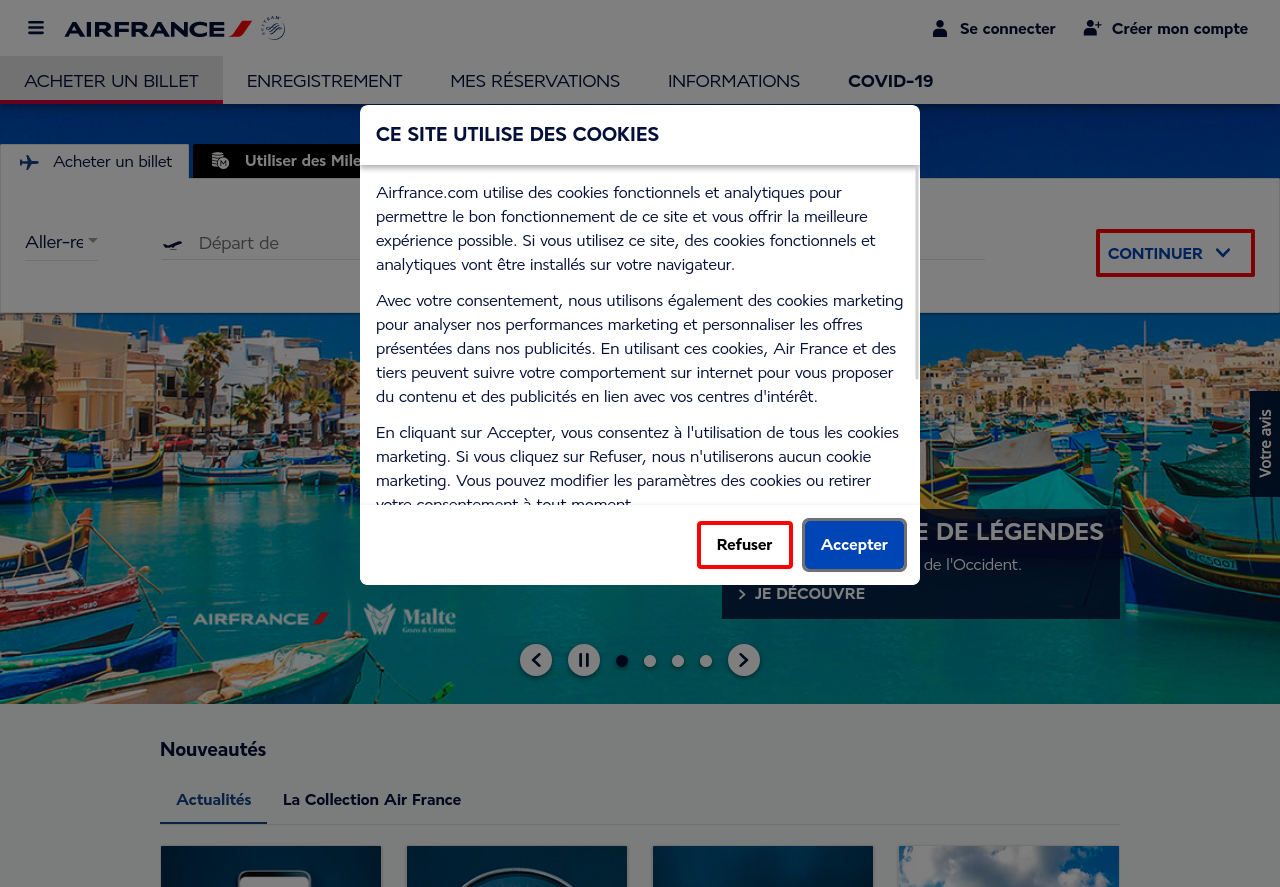 AIRFRANCE
Se connecter
Créer mon compte
ACHETER UN BILLET
ENREGISTREMENT
MES RÉSERVATIONS
INFORMATIONS
COVID-19
CE SITE UTILISE DES COOKIES
Acheter un billet
Utiliser des Mile
Airfrance.com utilise des cookies fonctionnels et analytiques pour
permettre le bon fonctionnement de ce site et vous offrir la meilleure
expérience possible. Si vous utilisez ce site, des cookies fonctionnels et
analytiques vont être installés sur votre navigateur.
Aller-re
Départ de
CONTINUER
Avec votre consentement, nous utilisons également des cookies marketing
pour analyser nos performances marketing et personnaliser les offres
présentées dans nos publicités. En utilisant ces cookies, Air France et des
tiers peuvent suivre votre comportement sur internet pour vous proposer
du contenu et des publicités en lien avec vos centres d'intérêt.
En cliquant sur Accepter, vous consentez à l'utilisation de tous les cookies
marketing. Si vous cliquez sur Refuser, nous n'utiliserons aucun cookie
marketing. Vous pouvez modifier les paramètres des cookies ou retirer
votre consentement à tout moment.
Votre avis
Refuser
Accepter
E DE LÉGENDES
de l'Occident.
JE DÉCOUVRE
AIRFRANCE
Malte
Nouveautés
Actualités
La Collection Air France